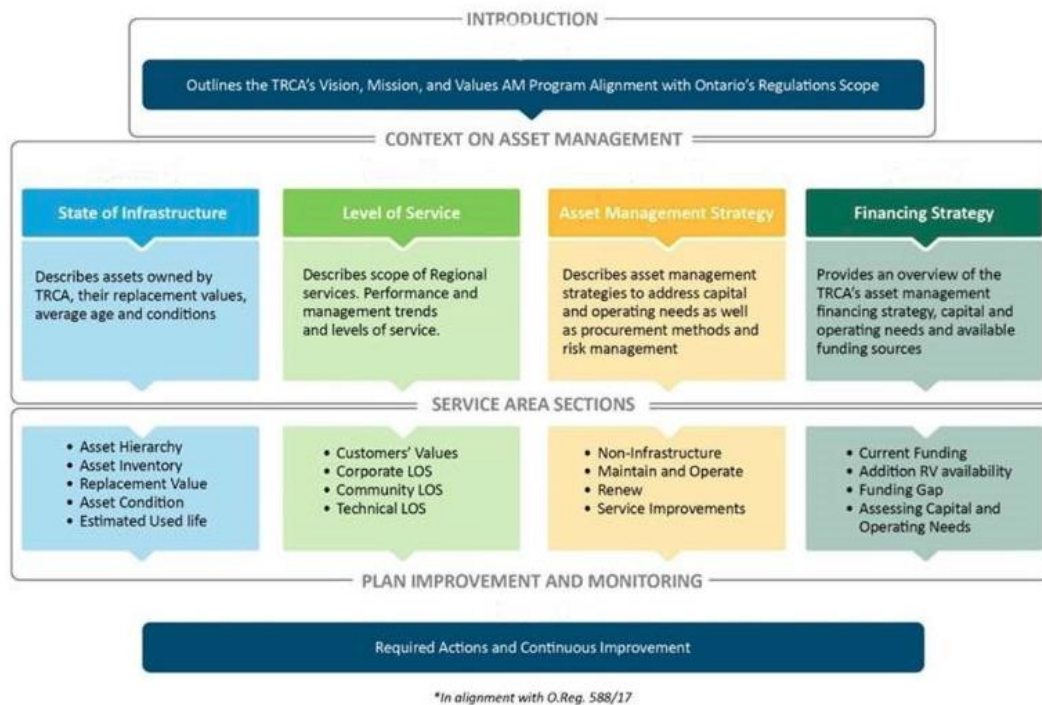 INTRODUCTION
Outlines the TRCA's Vision, Mission, and Values AM Program Alignment with Ontario's Regulations Scope
CONTEXT ON ASSET MANAGEMENT
State of Infrastructure
Describes assets owned by
TRCA, their replacement values,
average age and conditions
Level of Service
Describes scope of Regional
services. Performance and
management trends
and levels of service.
Asset Management Strategy
Describes asset management
strategies to address capital
and operating needs as well
as procurement methods and
risk management
Financing Strategy
Provides an overview of the
TRCA's asset management
financing strategy, capital and
operating needs and available
funding sources
SERVICE AREA SECTIONS
• Asset Hierarchy
• Asset Inventory
• Replacement Value
• Asset Condition
• Estimated Used life
• Customers' Values
• Corporate LOS
• Community LOS
• Technical LOS
• Non-Infrastructure
• Maintain and Operate
• Renew
• Service Improvements
• Current Funding
• Addition RV availability
• Funding Gap
• Assessing Capital and
Operating Needs
PLAN IMPROVEMENT AND MONITORING
Required Actions and Continuous Improvement
*In alignment with O.Reg. 588/17